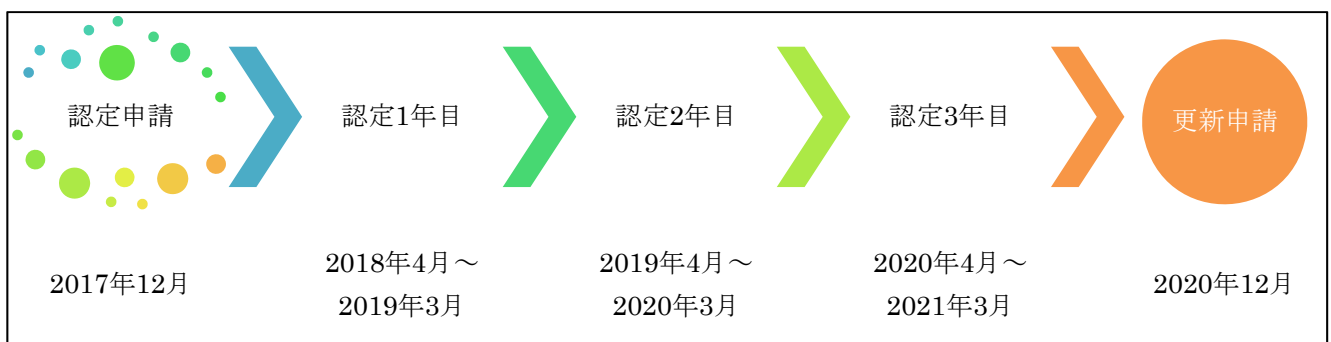 認定申請
認定1年目
認定2年目
認定3年目
更新申請
2017年12月
2018年4月～
2019年3月
2019年4月～
2020年3月
2020年4月～
2021年3月
2020年12月